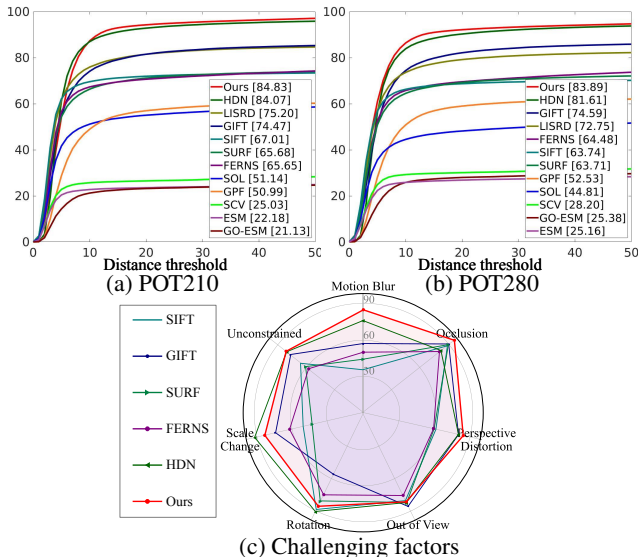 100
80
60
40
20
0
0 10 20 30 40 50
Distance threshold
Ours [84.83]
HDN [84.07]
LISRD [75.20]
GIFT [74.47]
SIFT [67.01]
SURF [65.68]
FERNS [65.65]
SOL [51.14]
GPF [50.99]
SCV [25.03]
ESM [22.18]
GO-ESM [21.13]
(a) POT210
100
80
60
40
20
0
0 10 20 30 40 50
Distance threshold
Ours [83.89]
HDN [81.61]
GIFT [74.59]
LISRD [72.75]
FERNS [64.48]
SIFT [63.74]
SURF [63.71]
GPF [52.53]
SOL [44.81]
SCV [28.20]
GO-ESM [25.38]
ESM [25.16]
(b) POT280
SIFT
GIFT
SURF
FERNS
HDN
Ours
Motion Blur
90
60
30
Unconstrained
Occlusion
Scale
Change
Perspective
Distortion
Rotation
Out of View
(c) Challenging factors